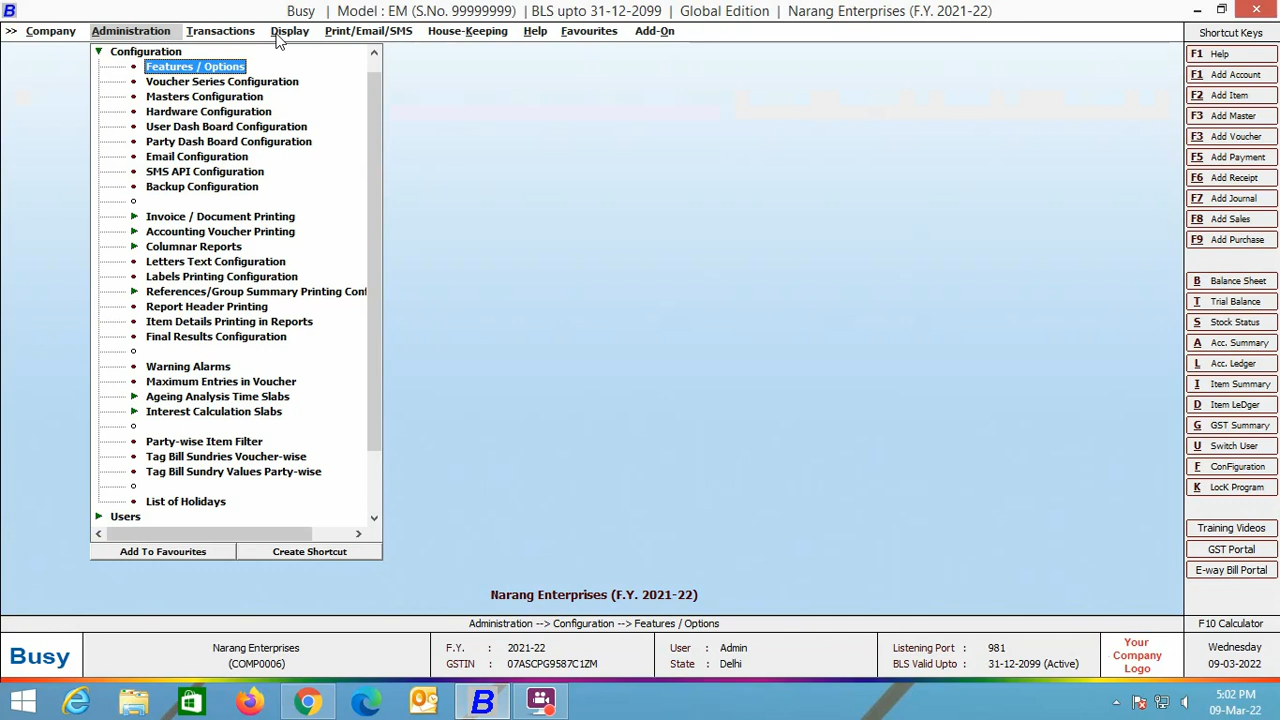 Busy | Model : EM (S.No. 99999999) | BLS upto 31-12-2099 | Global Edition | Narang Enterprises (F.Y. 2021-22)
>> Company Administration Transactions Display Print/Email/SMS House-Keeping Help Favourites Add-On
Configuration
Features / Options
Voucher Series Configuration
Masters Configuration
Hardware Configuration
User Dash Board Configuration
Party Dash Board Configuration
Email Configuration
SMS API Configuration
Backup Configuration
Invoice / Document Printing
Accounting Voucher Printing
Columnar Reports
Letters Text Configuration
Labels Printing Configuration
References/Group Summary Printing Conf
Report Header Printing
Item Details Printing in Reports
Final Results Configuration
Warning Alarms
Maximum Entries in Voucher
Ageing Analysis Time Slabs
Interest Calculation Slabs
Party-wise Item Filter
Tag Bill Sundries Voucher-wise
Tag Bill Sundry Values Party-wise
List of Holidays
Users
Add To Favourites Create Shortcut
Shortcut Keys
F1 Help
F1 Add Account
F2 Add Item
F3 Add Master
F3 Add Voucher
F5 Add Payment
F6 Add Receipt
F7 Add Journal
F8 Add Sales
F9 Add Purchase
B Balance Sheet
T Trial Balance
S Stock Status
A Acc. Summary
L Acc. Ledger
I Item Summary
D Item LeDger
G GST Summary
U Switch User
F ConFiguration
K LocK Program
Training Videos
GST Portal
E-way Bill Portal
Narang Enterprises (F.Y. 2021-22)
Administration --> Configuration --> Features / Options
F10 Calculator
Busy
Narang Enterprises
(COMP0006)
F.Y. : 2021-22
GSTIN : 07ASCPG9587C1ZM
User : Admin
State : Delhi
Listening Port : 981
BLS Valid Upto : 31-12-2099 (Active)
Your
Company
Logo
Wednesday
09-03-2022
5:02 PM
09-Mar-22